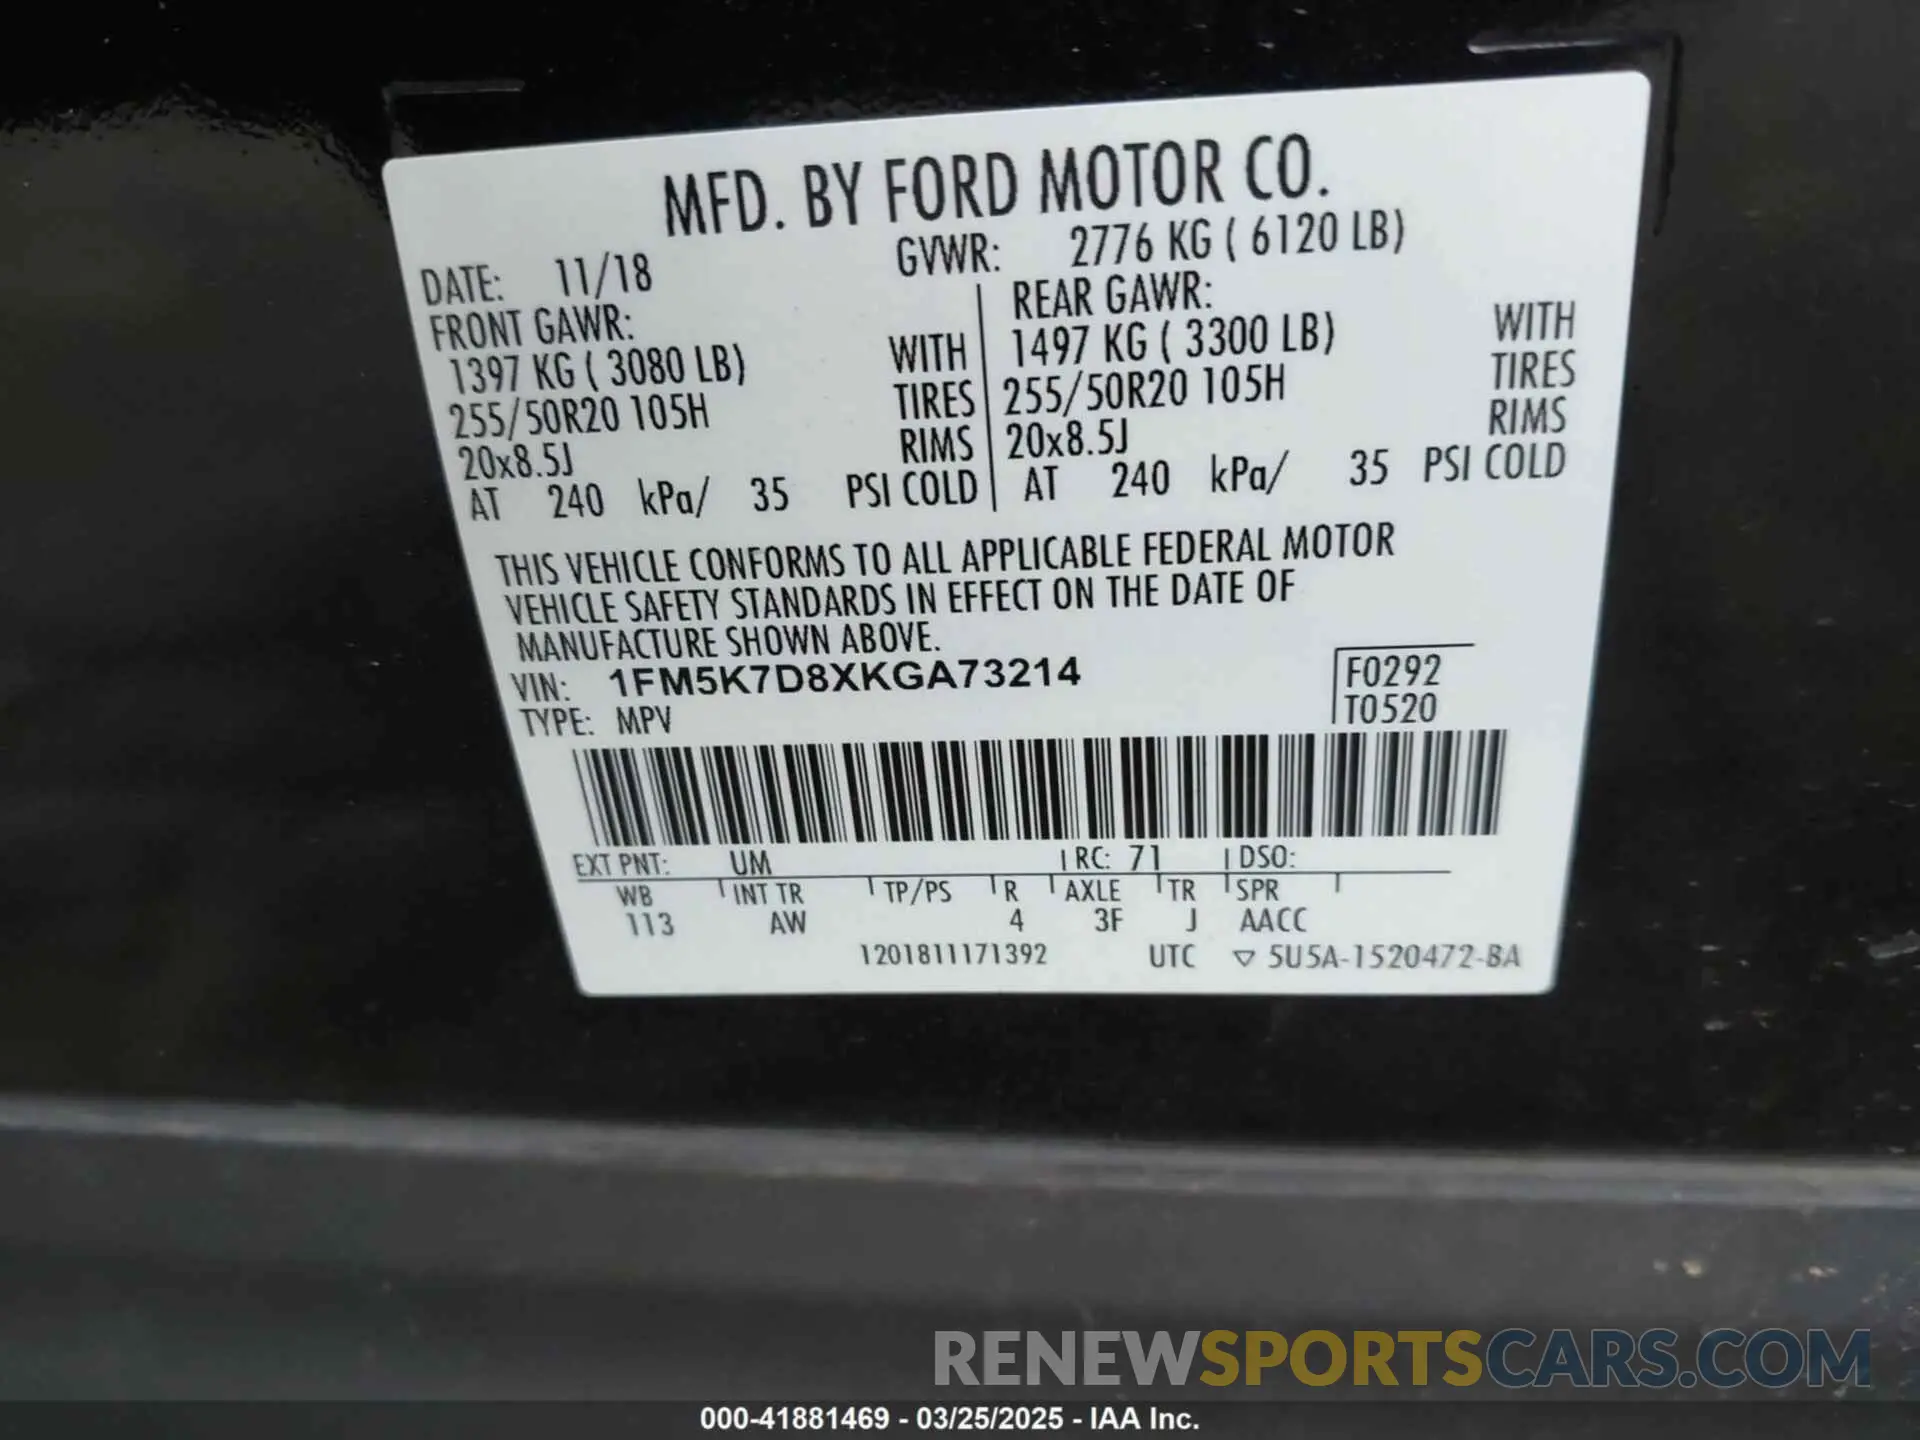 MFD. BY FORD MOTOR CO.
DATE: 11/18 GVWR: 2776 KG ( 6120 LB)
FRONT GAWR: REAR GAWR:
1397 KG ( 3080 LB) WITH 1497 KG ( 3300 LB) WITH
255/50R20 105H TIRES 255/50R20 105H TIRES
20x8.5J RIMS 20x8.5J RIMS
AT 240 kPa/ 35 PSI COLD AT 240 kPa/ 35 PSI COLD
THIS VEHICLE CONFORMS TO ALL APPLICABLE FEDERAL MOTOR
VEHICLE SAFETY STANDARDS IN EFFECT ON THE DATE OF
MANUFACTURE SHOWN ABOVE.
VIN: 1FM5K7D8XKGA73214 F0292
TYPE: MPV T0520
EXT PNT: UM RC: 71 DSO:
WB INT TR TP/PS R AXLE TR SPR
113 AW 4 3F J AACC
1201811171392 UTC ▽ 5U5A-1520472-BA
RENEWSPORTSCARS.COM
000-41881469 - 03/25/2025 - IAA Inc.